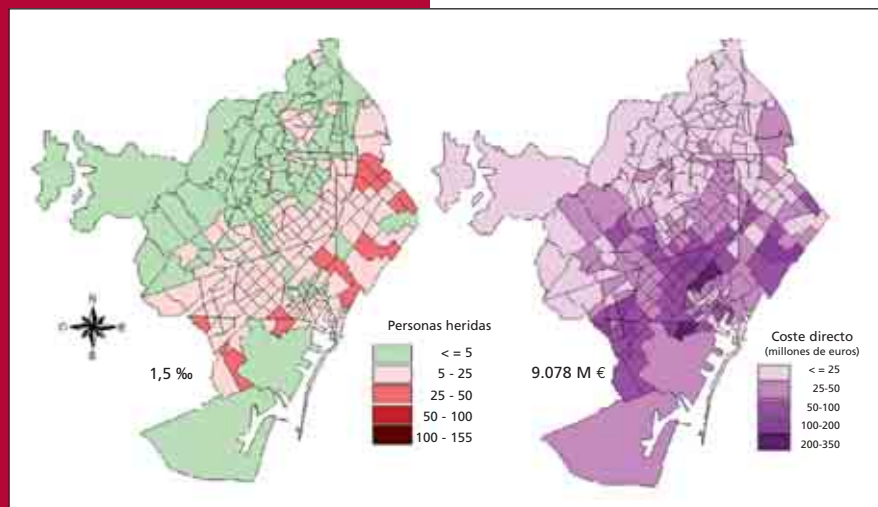 N
O
E
S
1,5 ‰
Personas heridas
< = 5
5 - 25
25 - 50
50 - 100
100 - 155
9.078 M €
Coste directo
(millones de euros)
< = 25
25-50
50-100
100-200
200-350